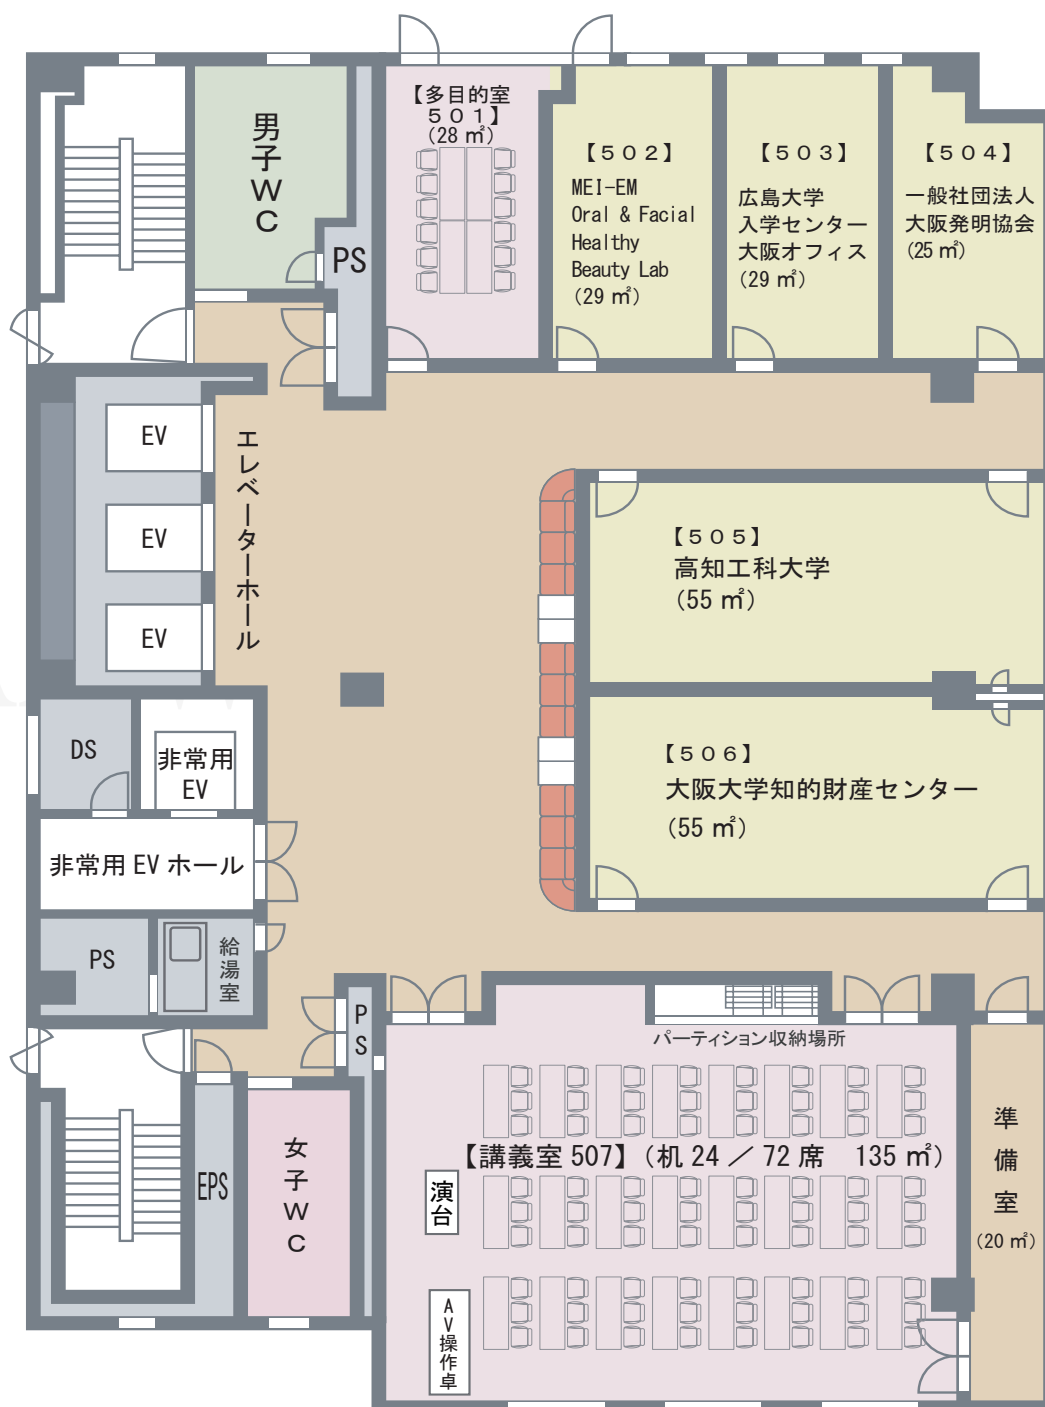 男子WC
PS
【多目的室
５０１】
(28 ㎡)
【５０２】
MEI-EM
Oral & Facial
Healthy
Beauty Lab
(29 ㎡)
【５０３】
広島大学
入学センター
大阪オフィス
(29 ㎡)
【５０４】
一般社団法人
大阪発明協会
(25 ㎡)
EV
EV
EV
エレベーターホール
【５０５】
高知工科大学
(55 ㎡)
DS
非常用
EV
【５０６】
大阪大学知的財産センター
(55 ㎡)
非常用 EV ホール
PS
給湯室
PS
パーティション収納場所
【講義室 507】(机 24 ／ 72 席　135 ㎡)
演台
AV操作卓
準備室
(20 ㎡)
EPS
女子WC